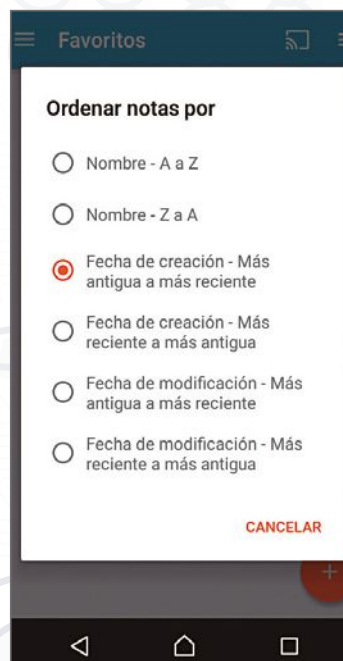 Favoritos
Ordenar notas por
Nombre - A a Z
Nombre - Z a A
Fecha de creación - Más
antigua a más reciente
Fecha de creación - Más
reciente a más antigua
Fecha de modificación - Más
antigua a más reciente
Fecha de modificación - Más
reciente a más antigua
CANCELAR